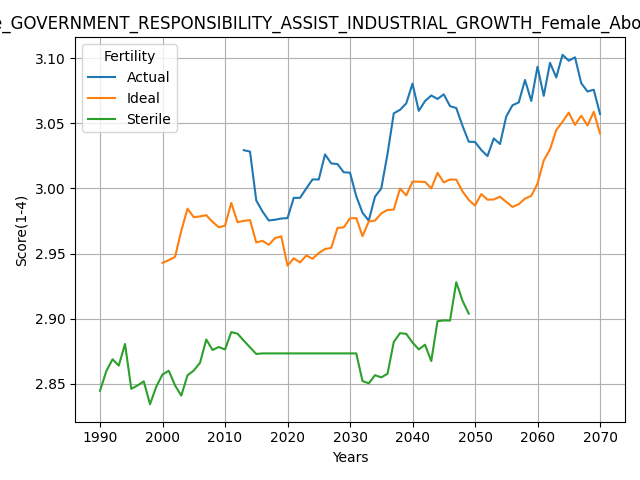 _GOVERNMENT_RESPONSIBILITY_ASSIST_INDUSTRIAL_GROWTH_Female_Abo
Fertility
Actual
Ideal
Sterile
Score(1-4)
3.10
3.05
3.00
2.95
2.90
2.85
1990 2000 2010 2020 2030 2040 2050 2060 2070
Years